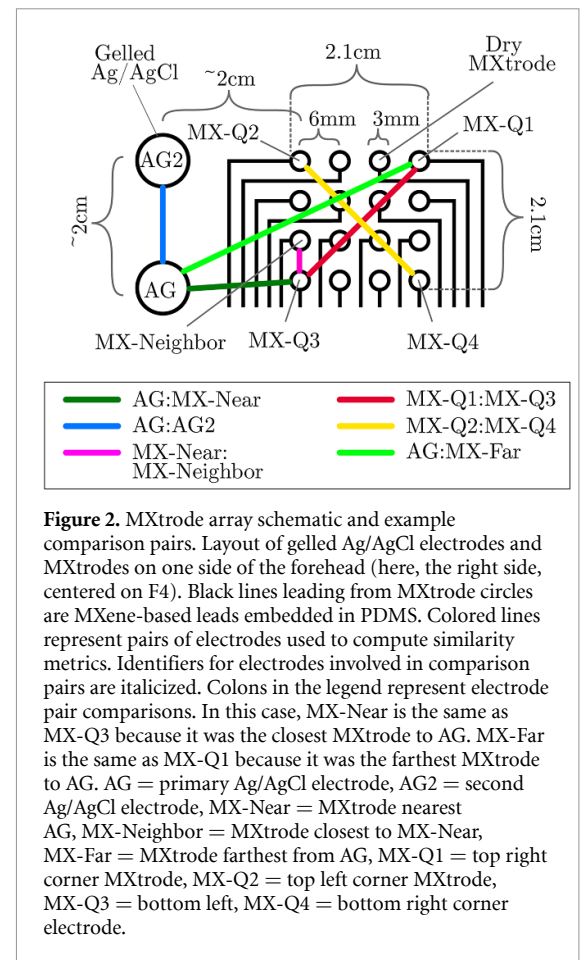 Gelled
Ag/AgCl
~2cm
2.1cm
Dry
MXtrode
MX-Q2
6mm
3mm
MX-Q1
AG2
~2cm
2.1cm
AG
MX-Neighbor
MX-Q3
MX-Q4
AG:MX-Near
AG:AG2
MX-Near:
MX-Neighbor
MX-Q1:MX-Q3
MX-Q2:MX-Q4
AG:MX-Far
Figure 2. MXtrode array schematic and example
comparison pairs. Layout of gelled Ag/AgCl electrodes and
MXtrodes on one side of the forehead (here, the right side,
centered on F4). Black lines leading from MXtrode circles
are MXene-based leads embedded in PDMS. Colored lines
represent pairs of electrodes used to compute similarity
metrics. Identifiers for electrodes involved in comparison
pairs are italicized. Colons in the legend represent electrode
pair comparisons. In this case, MX-Near is the same as
MX-Q3 because it was the closest MXtrode to AG. MX-Far
is the same as MX-Q1 because it was the farthest MXtrode
to AG. AG = primary Ag/AgCl electrode, AG2 = second
Ag/AgCl electrode, MX-Near = MXtrode nearest
AG, MX-Neighbor = MXtrode closest to MX-Near,
MX-Far = MXtrode farthest from AG, MX-Q1 = top right
corner MXtrode, MX-Q2 = top left corner MXtrode,
MX-Q3 = bottom left, MX-Q4 = bottom right corner
electrode.